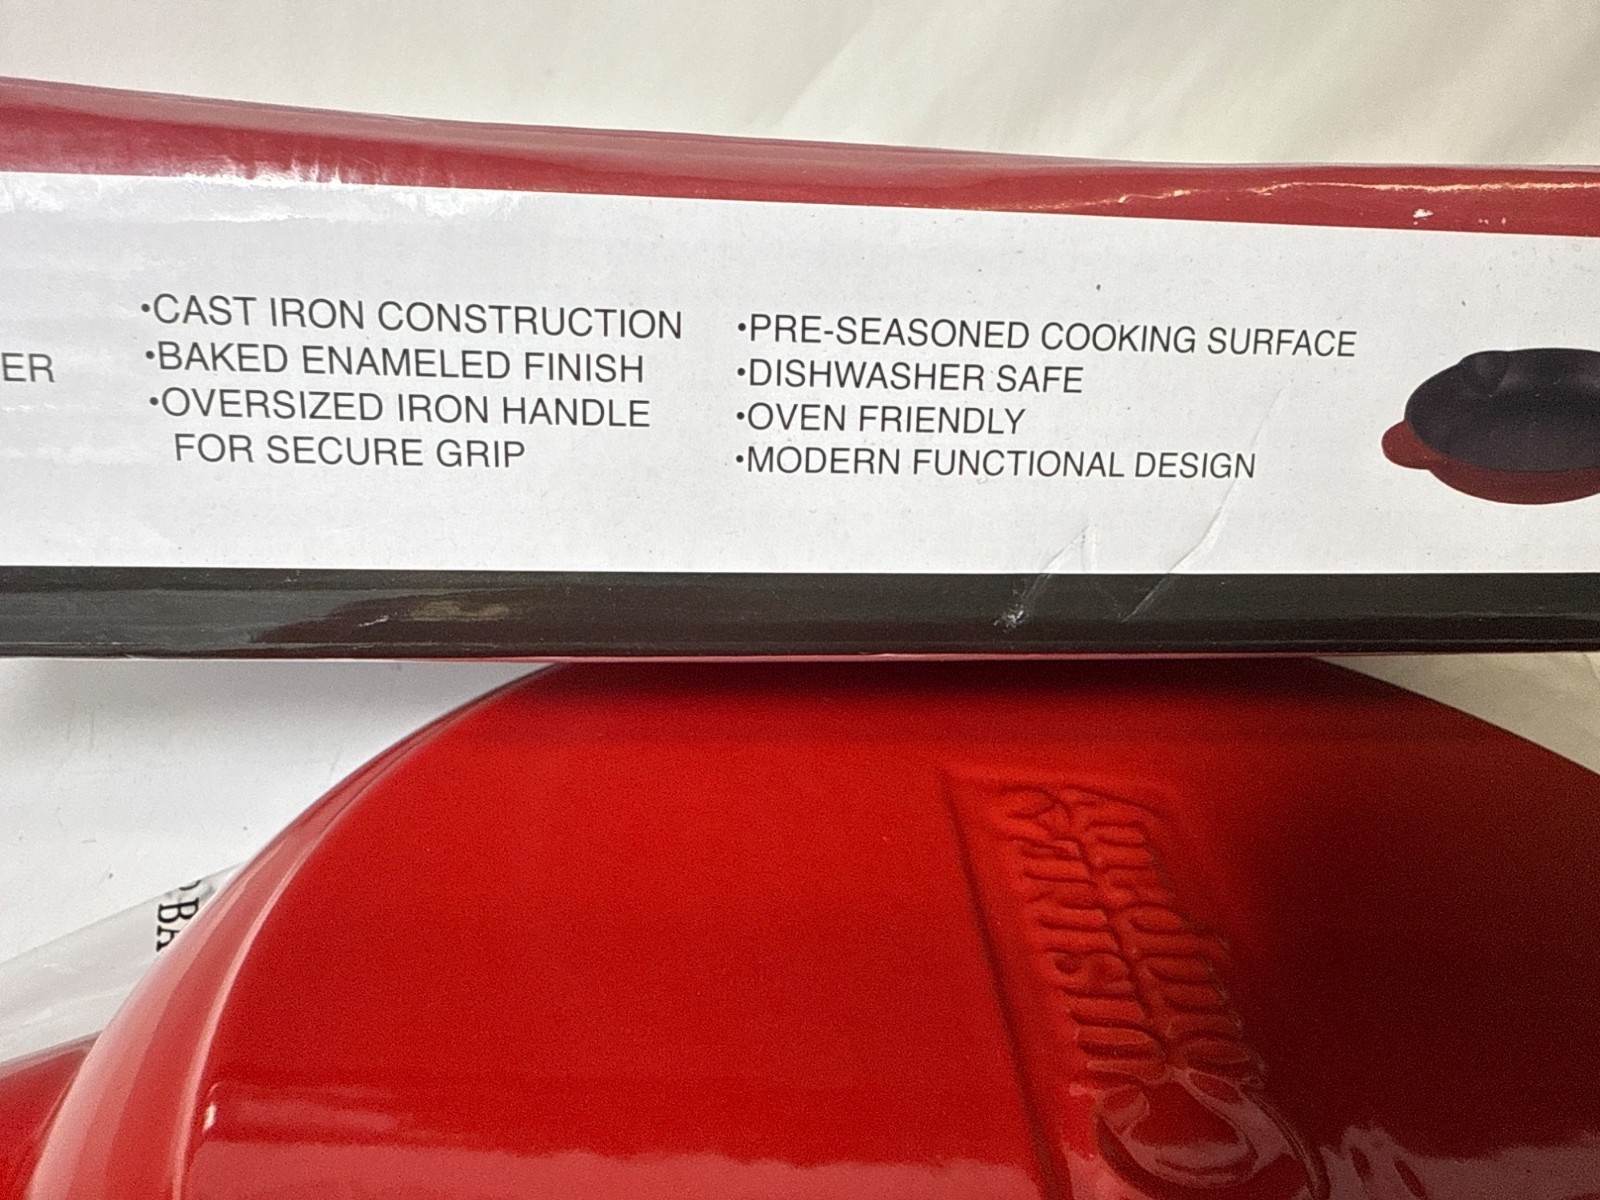 ER
•CAST IRON CONSTRUCTION
•BAKED ENAMELED FINISH
•OVERSIZED IRON HANDLE
FOR SECURE GRIP
•PRE-SEASONED COOKING SURFACE
•DISHWASHER SAFE
•OVEN FRIENDLY
•MODERN FUNCTIONAL DESIGN
Company